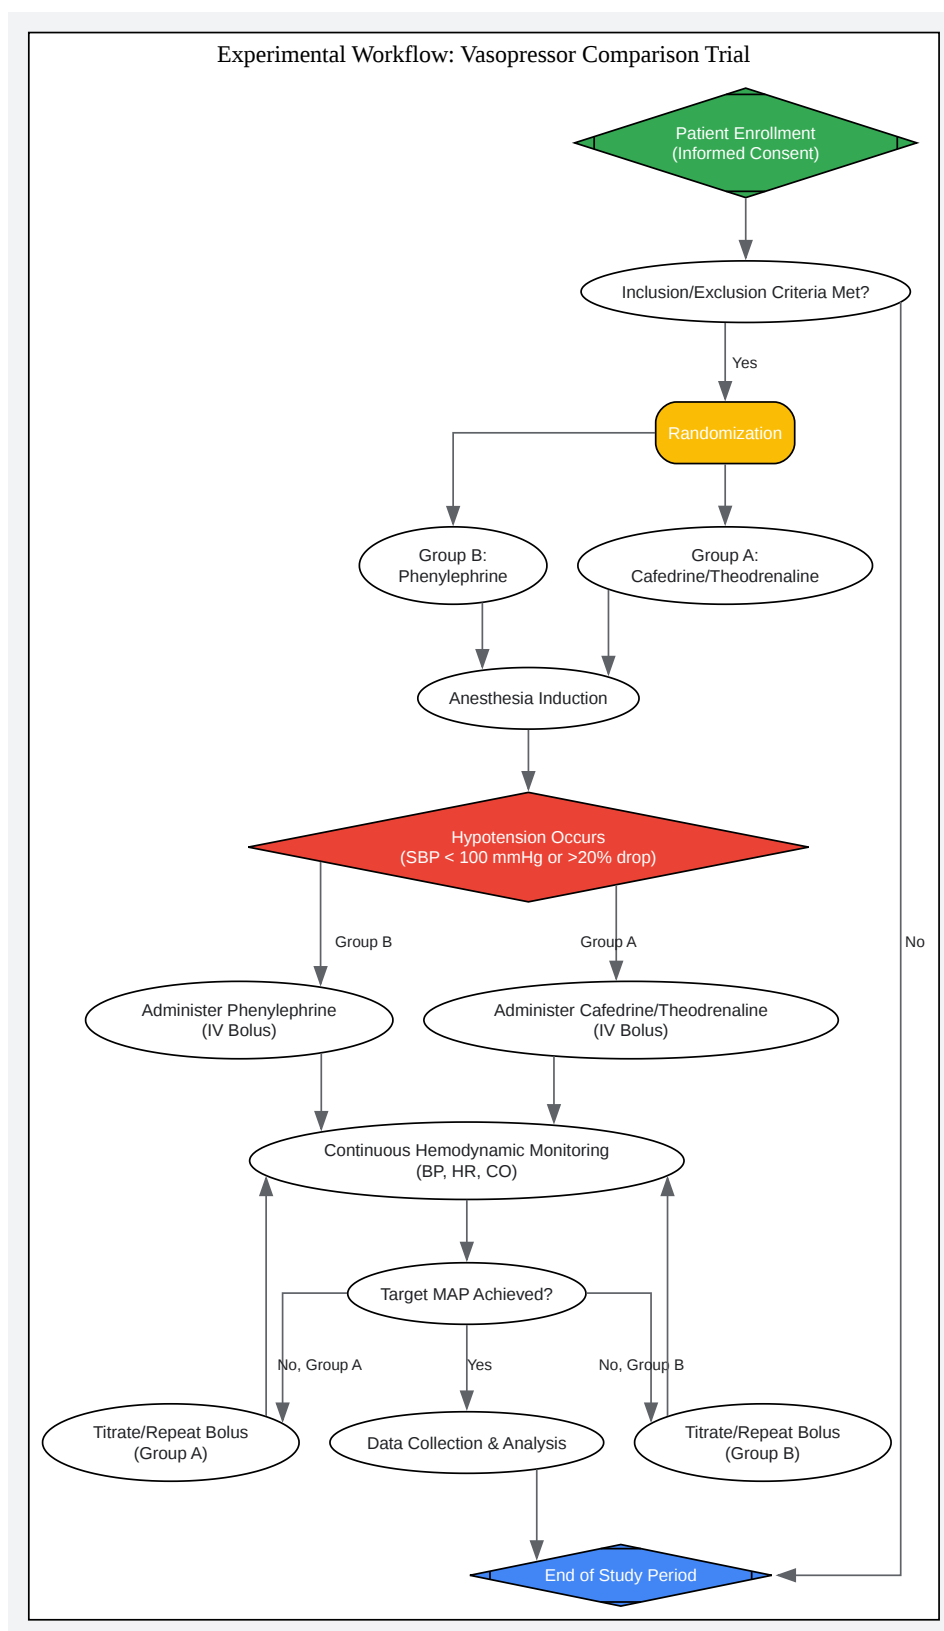 Experimental Workflow: Vasopressor Comparison Trial
Patient Enrollment
(Informed Consent)
Inclusion/Exclusion Criteria Met?
Yes
Randomization
Group B:
Phenylephrine
Group A:
Cafedrine/Theodrenaline
Anesthesia Induction
Hypotension Occurs
(SBP < 100 mmHg or >20% drop)
Group B
Group A
No
Administer Phenylephrine
(IV Bolus)
Administer Cafedrine/Theodrenaline
(IV Bolus)
Continuous Hemodynamic Monitoring
(BP, HR, CO)
Target MAP Achieved?
No, Group A
Yes
No, Group B
Titrate/Repeat Bolus
(Group A)
Data Collection & Analysis
Titrate/Repeat Bolus
(Group B)
End of Study Period